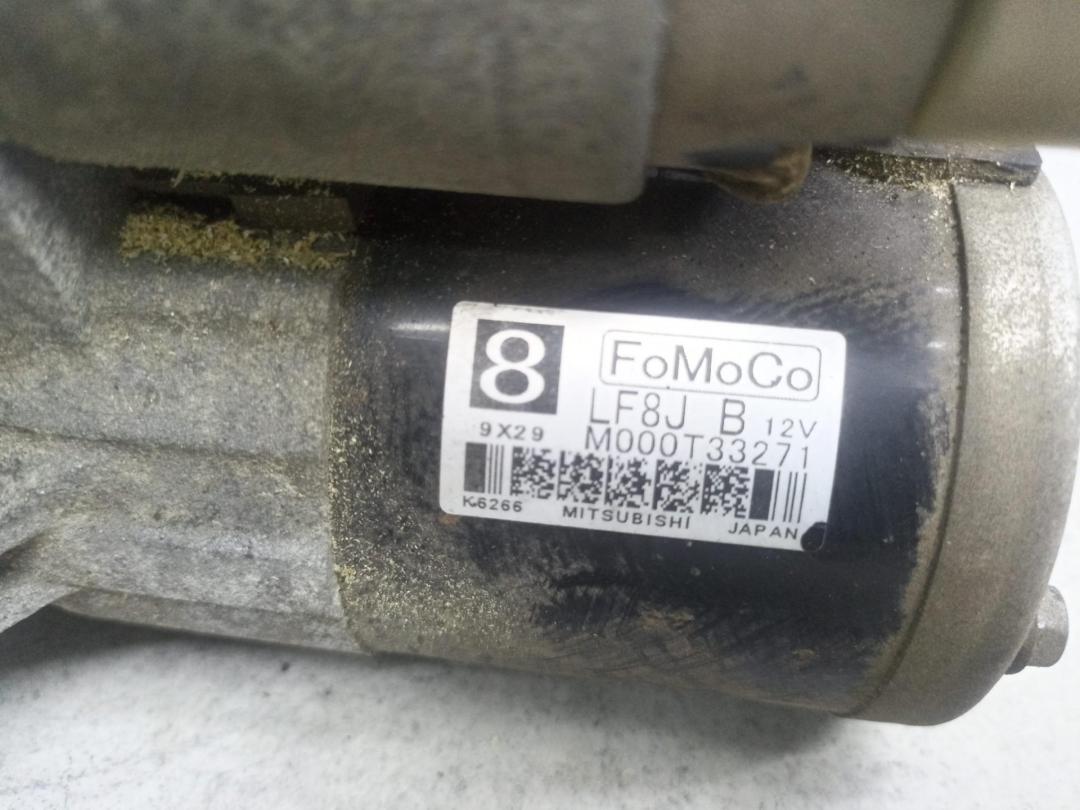 8
FoMoCo
LF8J B 12V
9X29 M000T33271
K6266 MITSUBISHI JAPAN